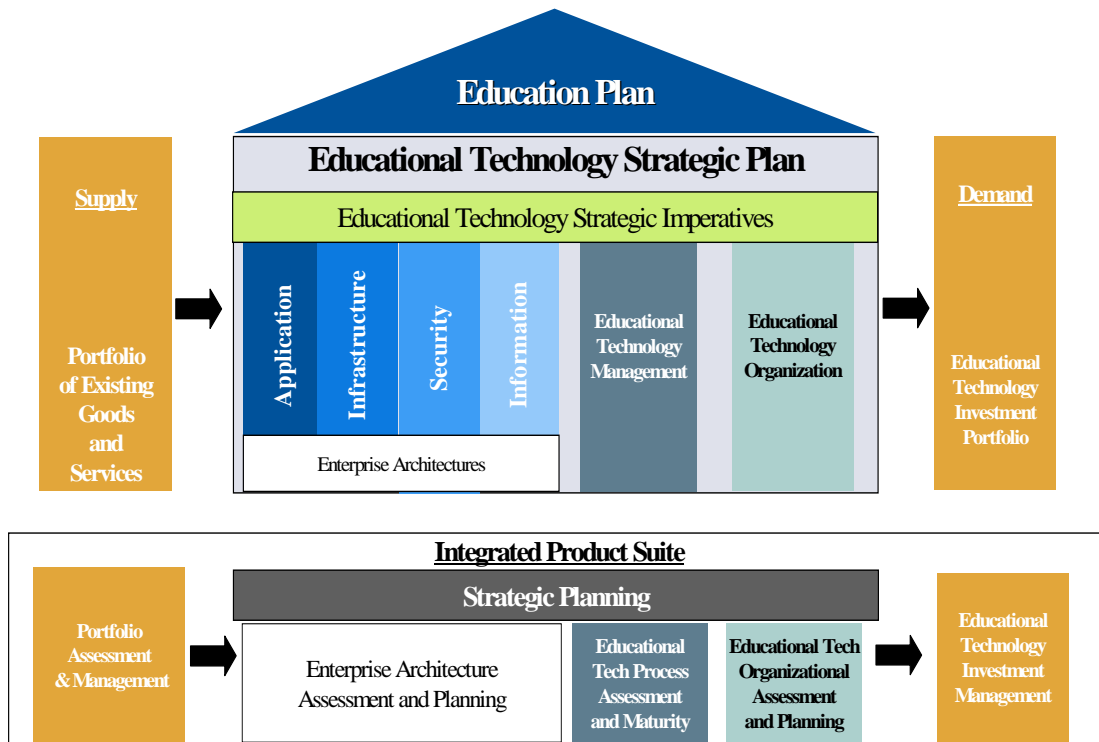 Education Plan
Educational Technology Strategic Plan
Educational Technology Strategic Imperatives
Supply
Portfolio
of Existing
Goods
and
Services
Application
Infrastructure
Security
Information
Enterprise Architectures
Educational
Technology
Management
Educational
Technology
Organization
Demand
Educational
Technology
Investment
Portfolio
Integrated Product Suite
Strategic Planning
Portfolio
Assessment
& Management
Enterprise Architecture
Assessment and Planning
Educational
Tech Process
Assessment
and Maturity
Educational Tech
Organizational
Assessment
and Planning
Educational
Technology
Investment
Management